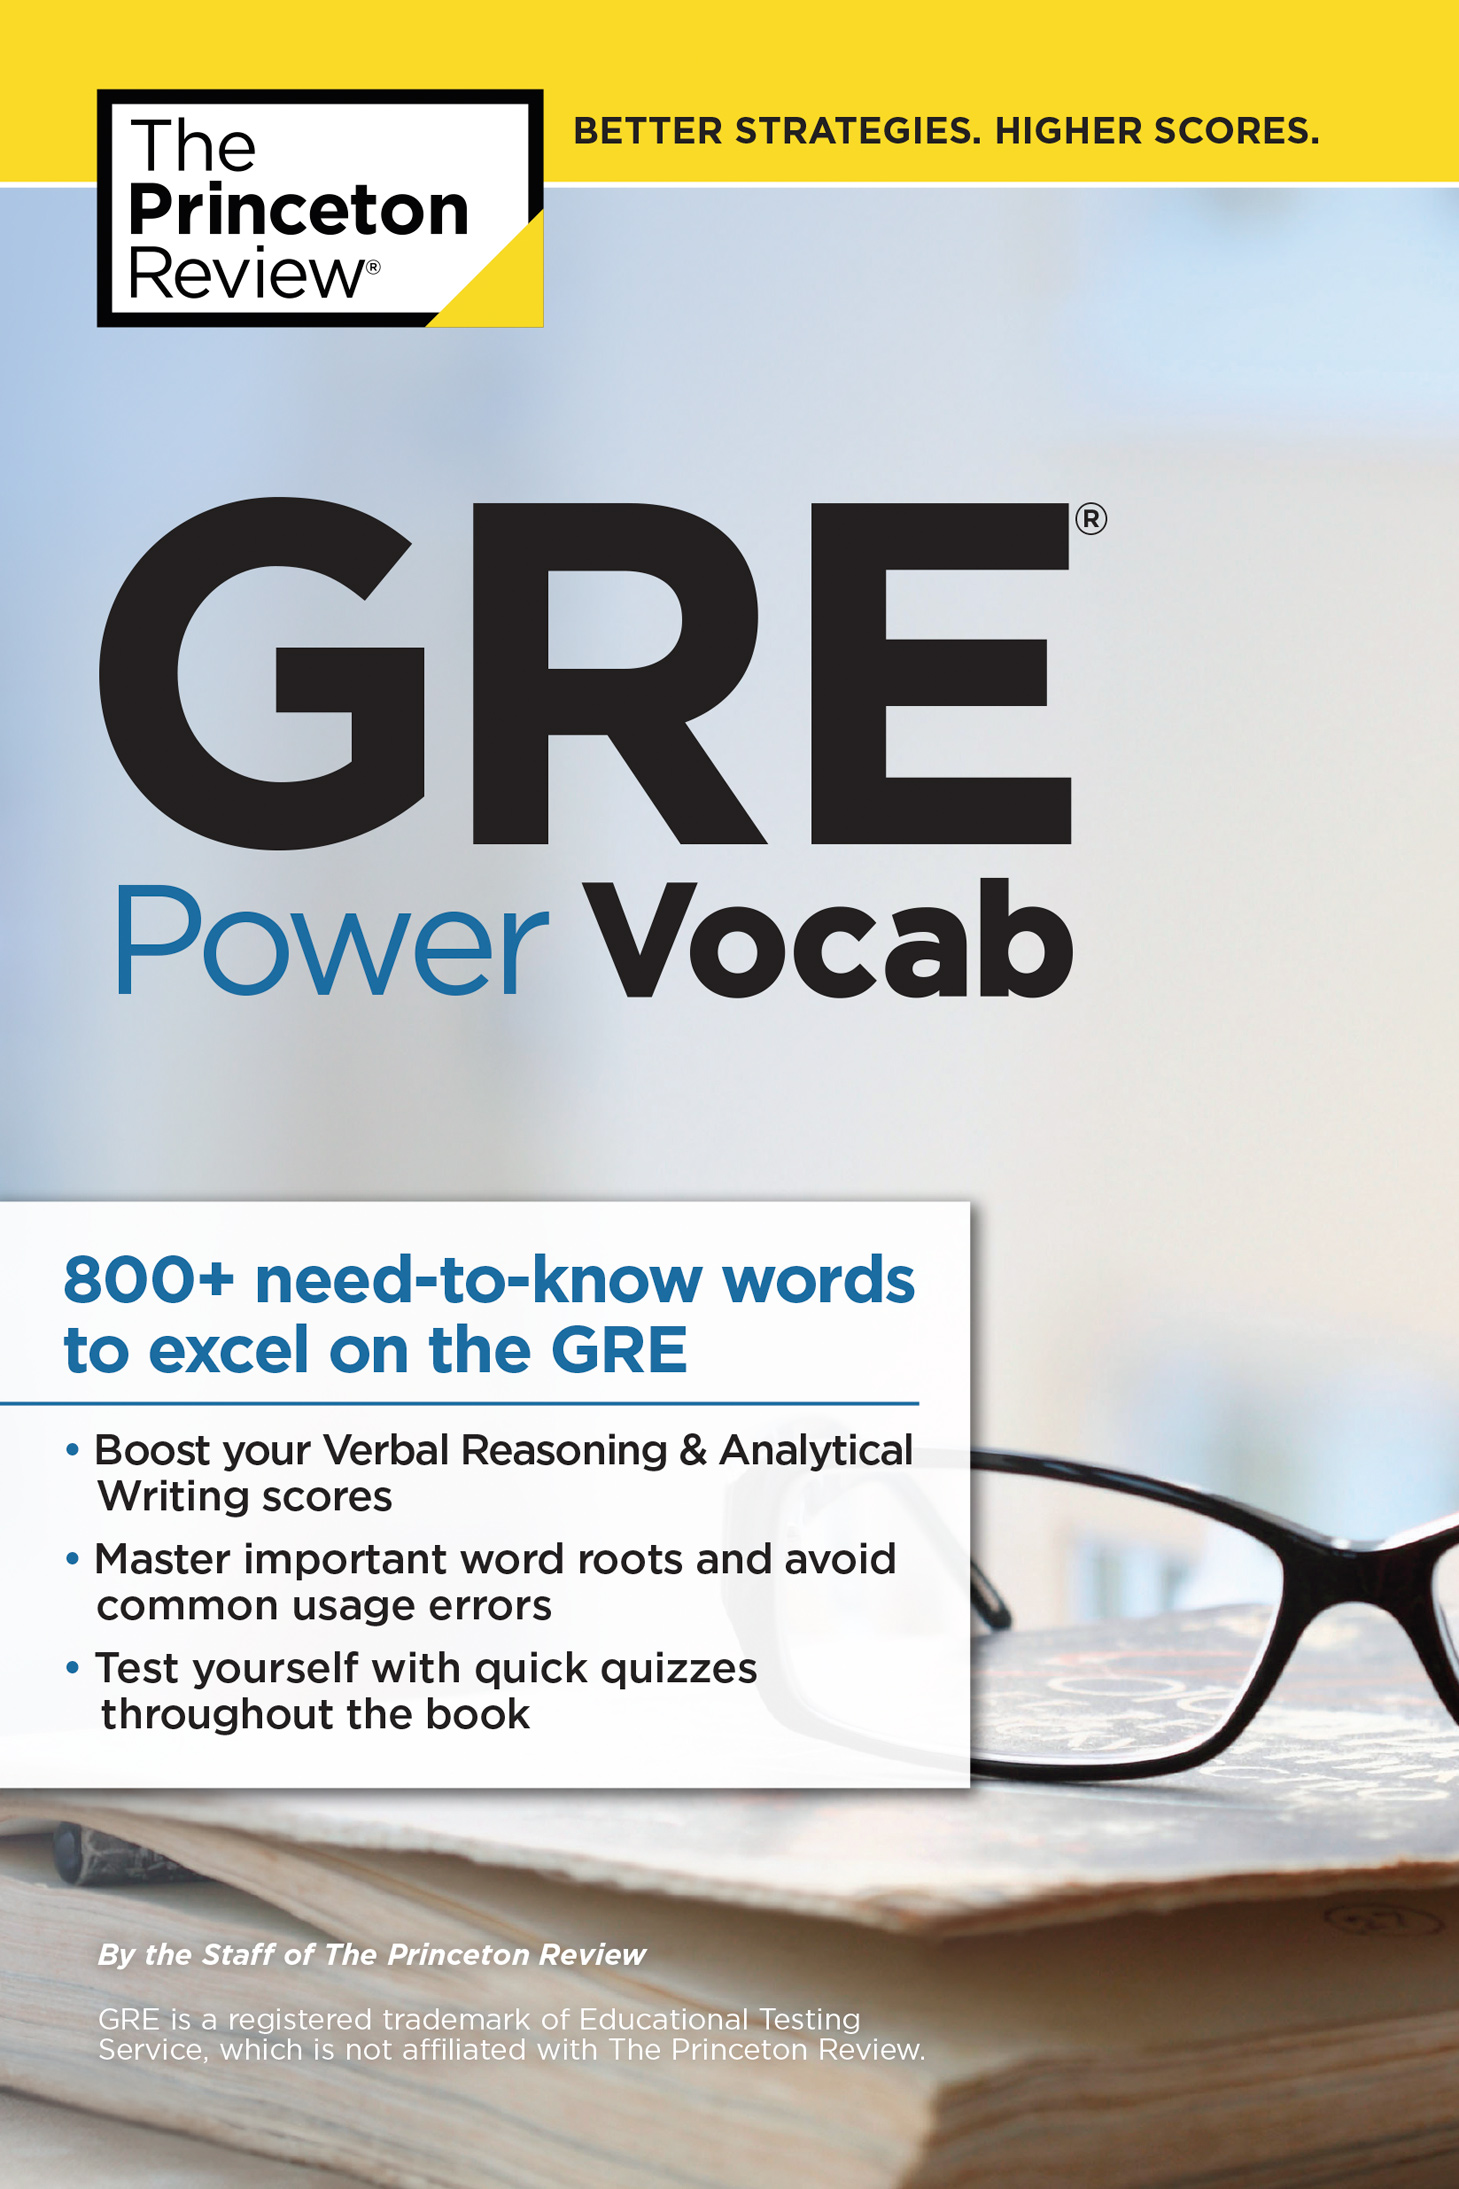 The
Princeton
Review®
BETTER STRATEGIES. HIGHER SCORES.
GRE®
Power Vocab
800+ need-to-know words
to excel on the GRE
• Boost your Verbal Reasoning & Analytical
Writing scores
• Master important word roots and avoid
common usage errors
• Test yourself with quick quizzes
throughout the book
By the Staff of The Princeton Review
GRE is a registered trademark of Educational Testing
Service, which is not affiliated with The Princeton Review.